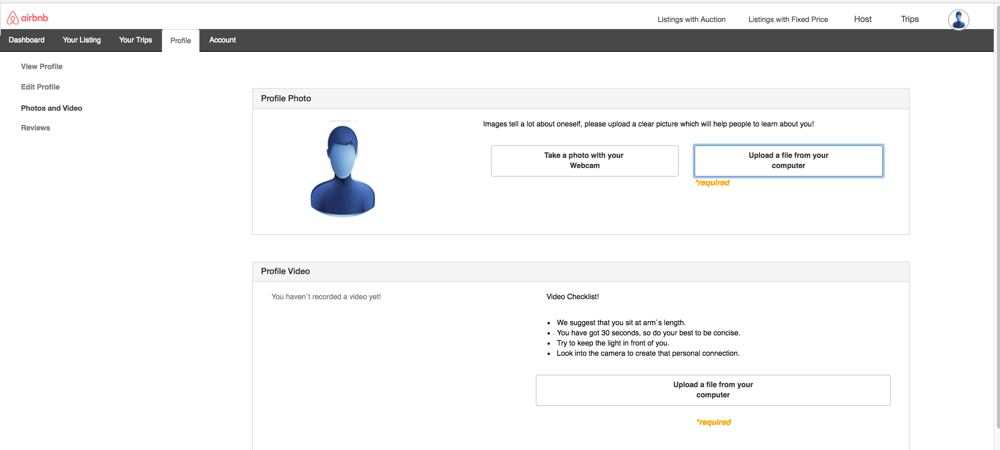 airbnb
Listings with Auction
Listings with Fixed Price
Host
Trips
Dashboard
Your Listing
Your Trips
Profile
Account
View Profile
Edit Profile
Photos and Video
Reviews
Profile Photo
Images tell a lot about oneself, please upload a clear picture which will help people to learn about you!
Take a photo with your
Webcam
Upload a file from your
computer
*required
Profile Video
You haven`t recorded a video yet!
Video Checklist!
• We suggest that you sit at arm`s length.
• You have got 30 seconds, so do your best to be concise.
• Try to keep the light in front of you.
• Look into the camera to create that personal connection.
Upload a file from your
computer
*required